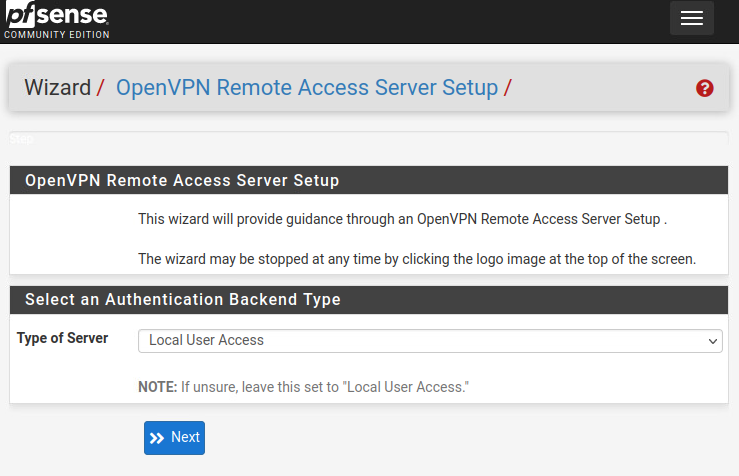 pfsense
COMMUNITY EDITION
Wizard / OpenVPN Remote Access Server Setup /
Step
OpenVPN Remote Access Server Setup
This wizard will provide guidance through an OpenVPN Remote Access Server Setup .
The wizard may be stopped at any time by clicking the logo image at the top of the screen.
Select an Authentication Backend Type
Type of Server
Local User Access
NOTE: If unsure, leave this set to "Local User Access."
Next